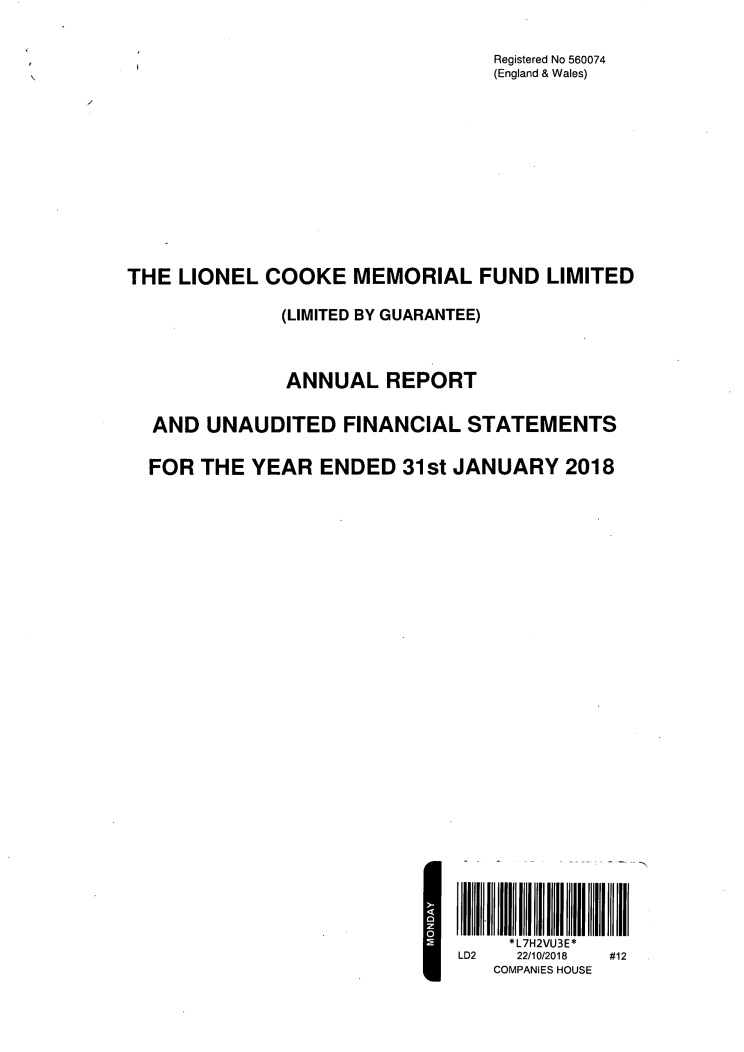 Registered No 560074
(England & Wales)
THE LIONEL COOKE MEMORIAL FUND LIMITED
(LIMITED BY GUARANTEE)
ANNUAL REPORT
AND UNAUDITED FINANCIAL STATEMENTS
FOR THE YEAR ENDED 31st JANUARY 2018
MONDAY
*L7H2VU3E*
LD2 22/10/2018 #12
COMPANIES HOUSE